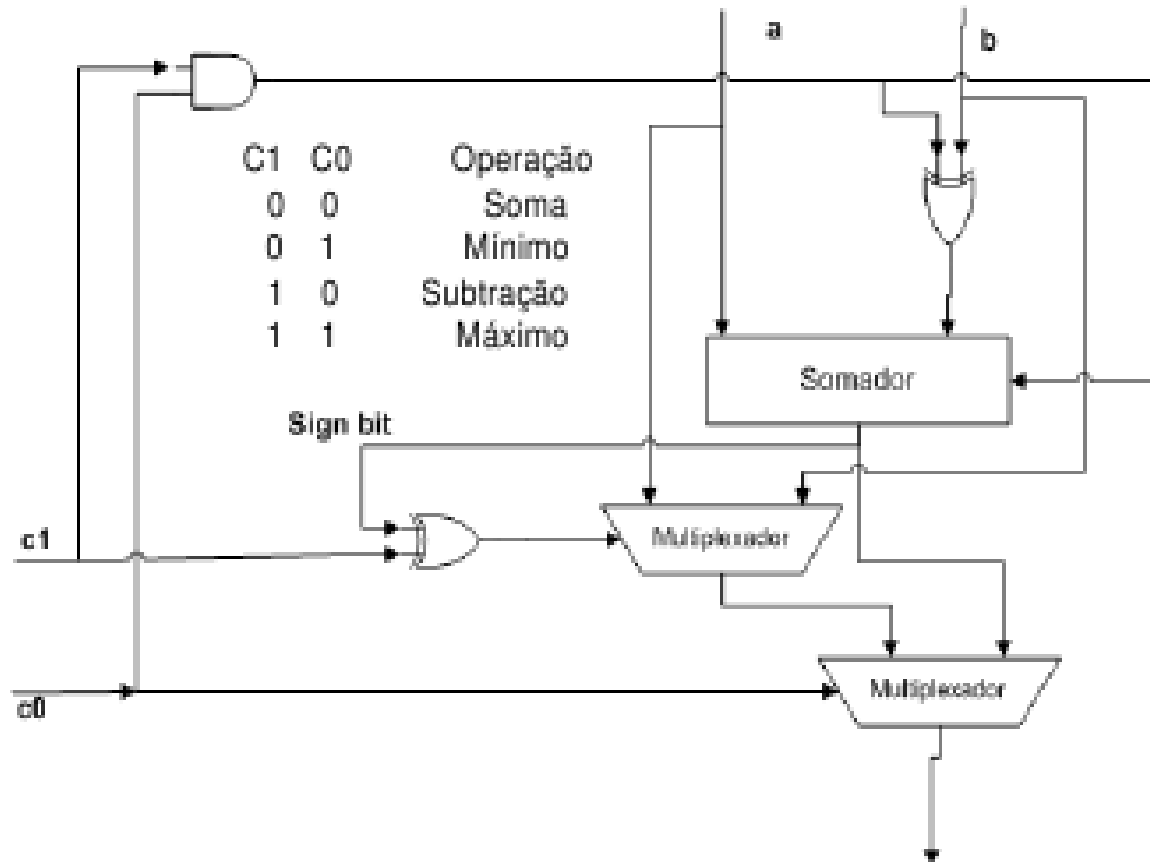 a
b
C1 C0 Operação
0 0 Soma
0 1 Mínimo
1 0 Subtração
1 1 Máximo
Somador
Sign bit
c1
Multiplexador
c0
Multiplexador